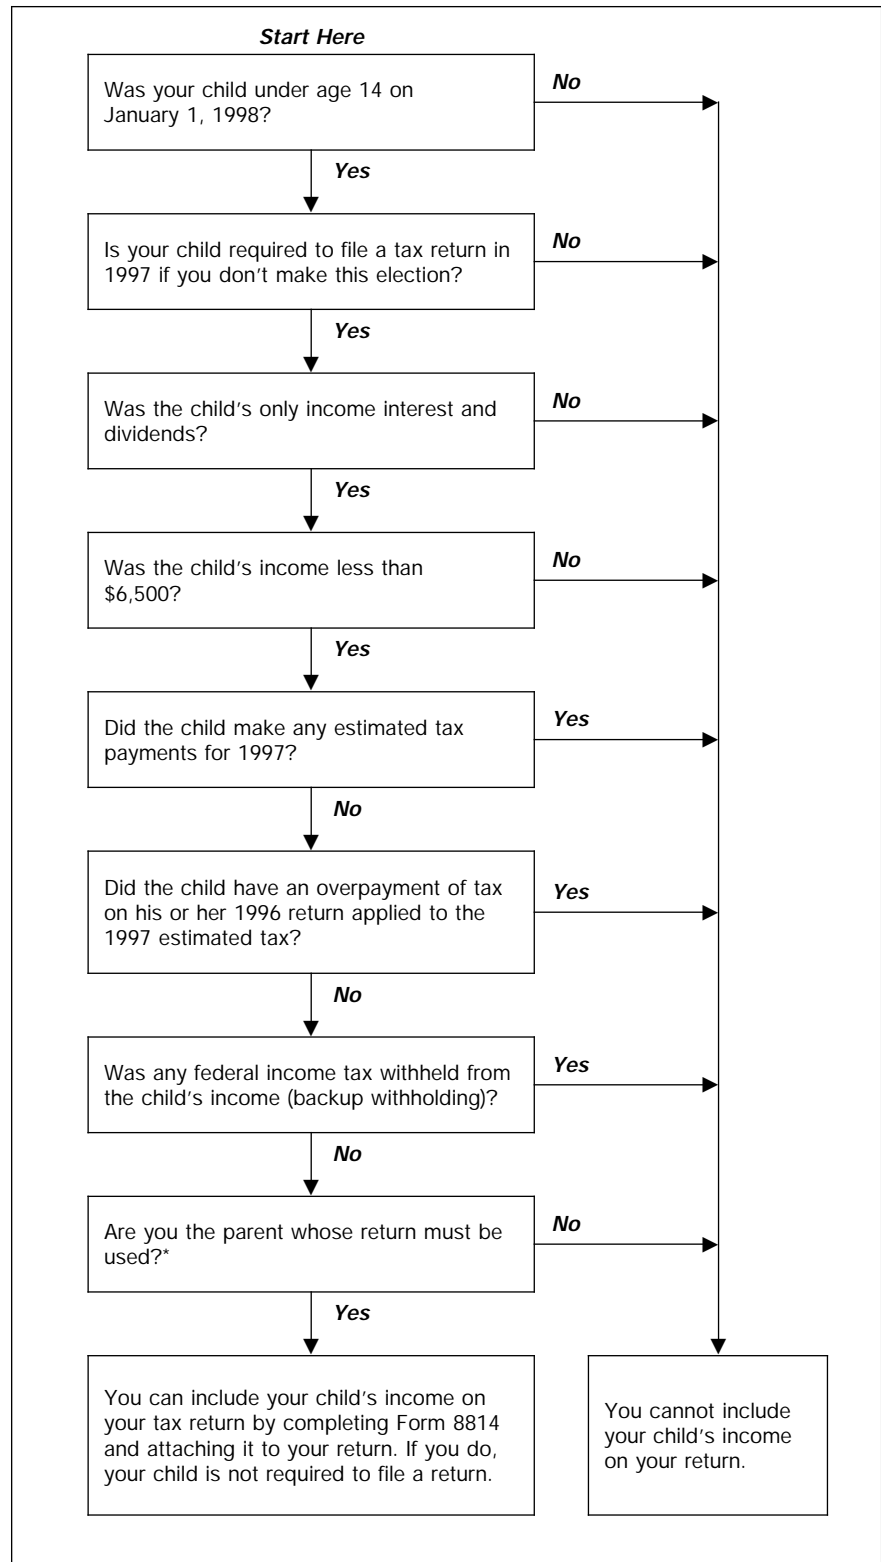 Start Here
Was your child under age 14 on
January 1, 1998?
No
Yes
Is your child required to file a tax return in
1997 if you don't make this election?
No
Yes
Was the child's only income interest and
dividends?
No
Yes
Was the child's income less than
$6,500?
No
Yes
Did the child make any estimated tax
payments for 1997?
Yes
No
Did the child have an overpayment of tax
on his or her 1996 return applied to the
1997 estimated tax?
Yes
No
Was any federal income tax withheld from
the child's income (backup withholding)?
Yes
No
Are you the parent whose return must be
used?*
No
Yes
You can include your child's income on
your tax return by completing Form 8814
and attaching it to your return. If you do,
your child is not required to file a return.
You cannot include
your child's income
on your return.